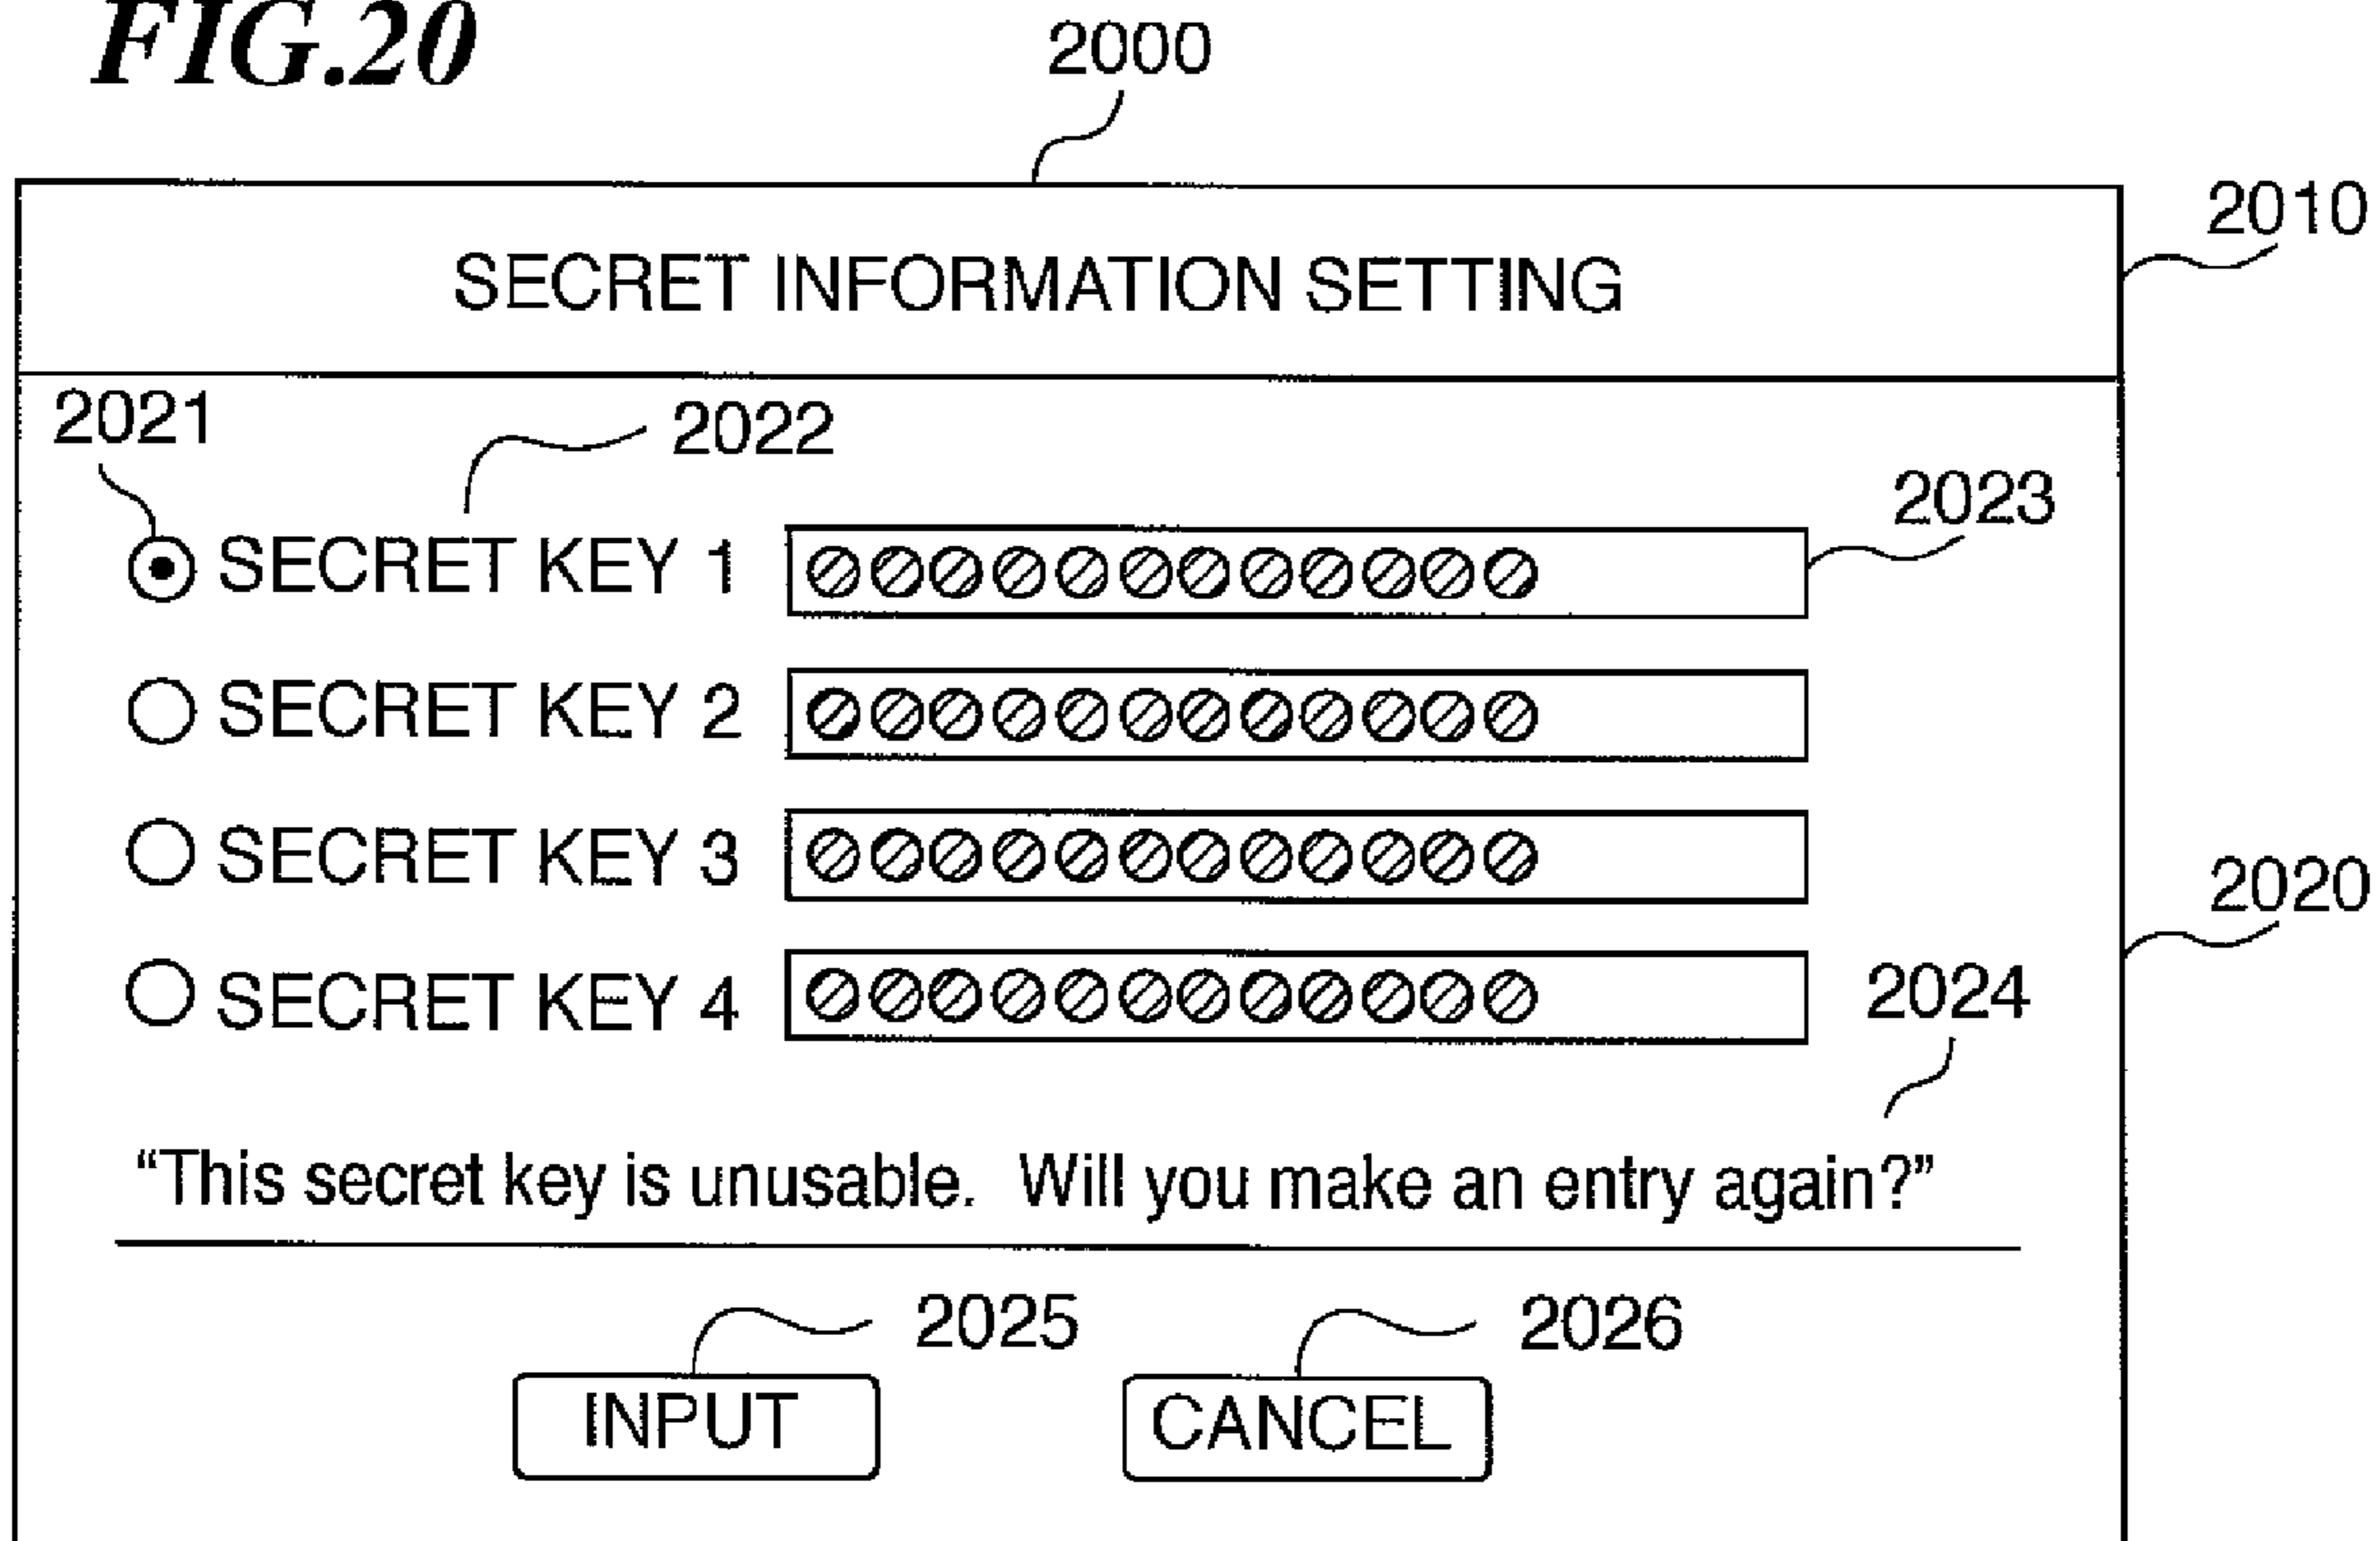 FIG.20
2000
2010
SECRET INFORMATION SETTING
2021
2022
2023
SECRET KEY 1
SECRET KEY 2
SECRET KEY 3
2020
SECRET KEY 4
2024
“This secret key is unusable. Will you make an entry again?”
2025
2026
INPUT
CANCEL